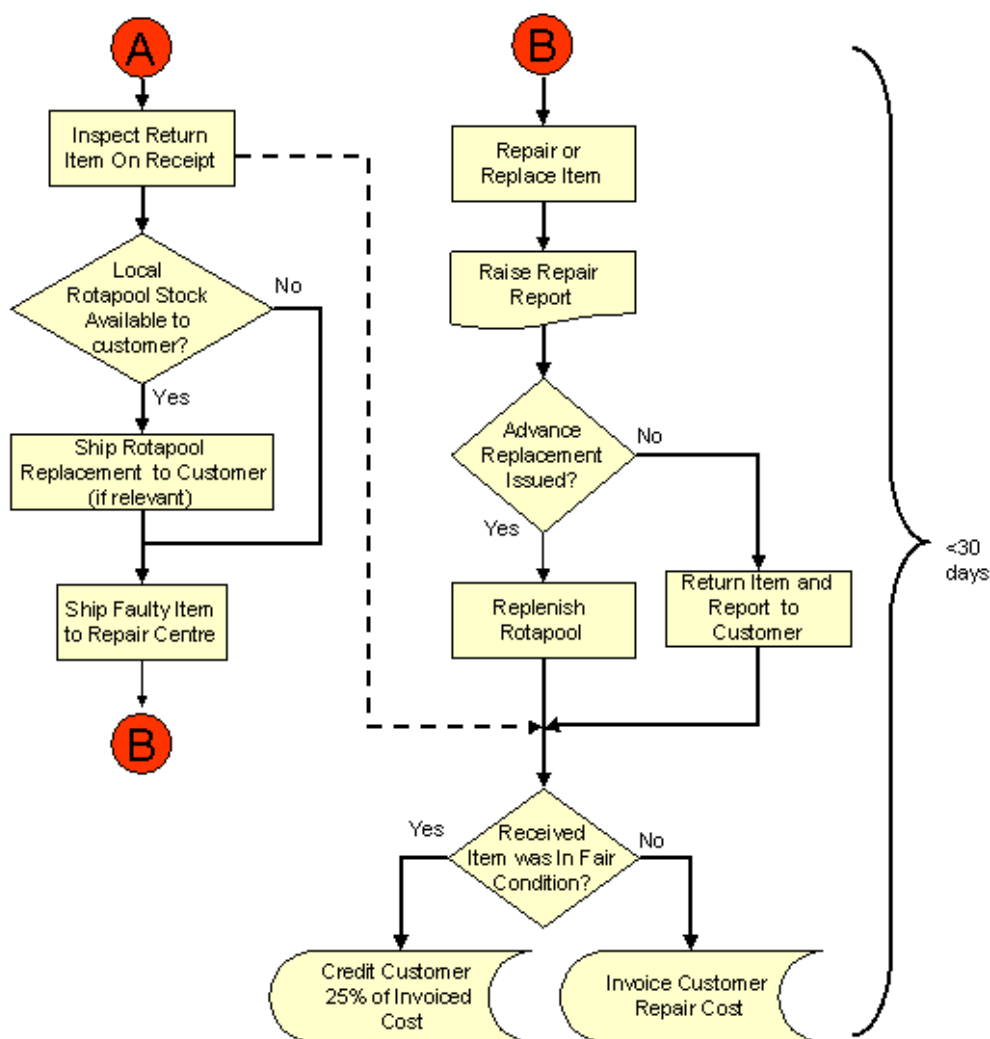 A
Inspect Return
Item On Receipt
Local
Rotapool Stock
Available to
customer?
No
Yes
Ship Rotapool
Replacement to Customer
(if relevant)
Ship Faulty Item
to Repair Centre
B
B
Repair or
Replace Item
Raise Repair
Report
Advance
Replacement
Issued?
No
Yes
Replenish
Rotapool
Return Item and
Report to
Customer
Received
Item was In Fair
Condition?
Yes
No
Credit Customer
25% of Invoiced
Cost
Invoice Customer
Repair Cost
<30
days